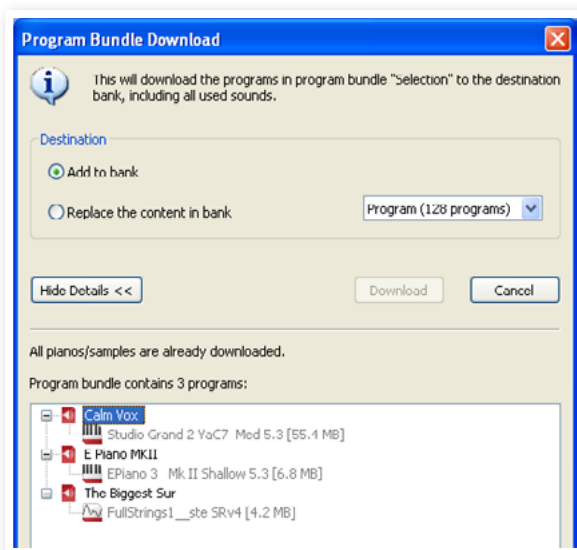 Program Bundle Download
This will download the programs in program bundle "Selection" to the destination
bank, including all used sounds.
Destination
Add to bank
Replace the content in bank
Program (128 programs)
Hide Details <<
Download
Cancel
All pianos/samples are already downloaded.
Program bundle contains 3 programs:
Calm Vox
Studio Grand 2 YaC7 Med 5.3 [55.4 MB]
E Piano MKII
EPiano 3 Mk II Shallow 5.3 [6.8 MB]
The Biggest Sur
FullStrings1__ste SRv4 [4.2 MB]